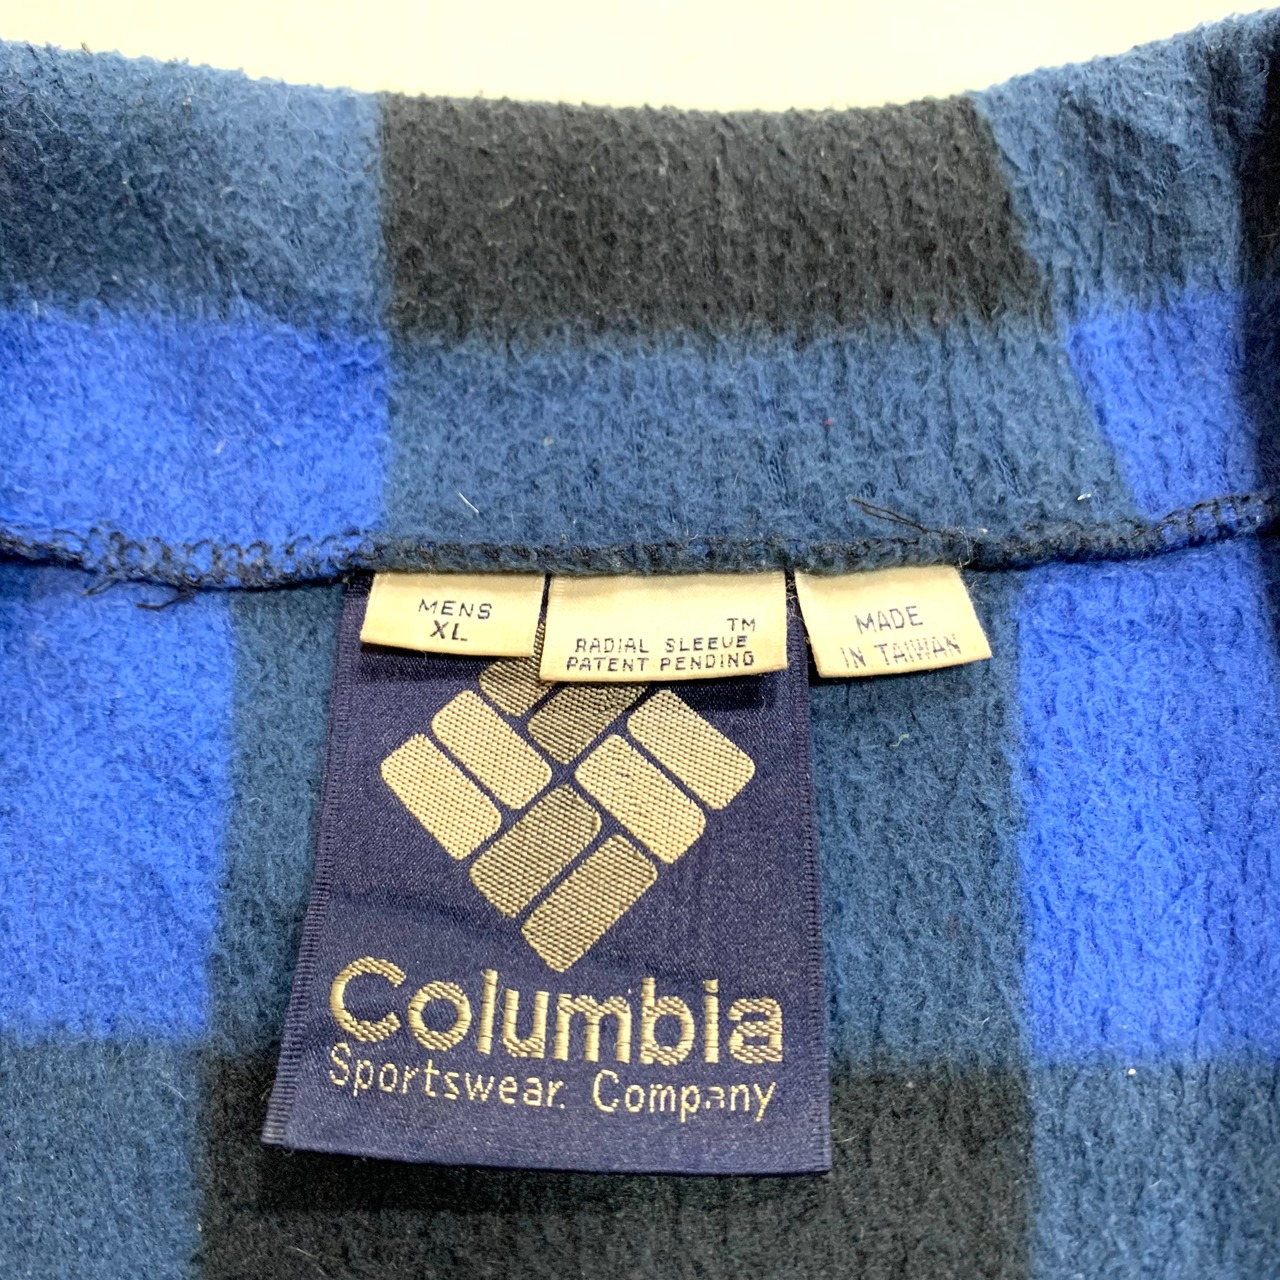 MENS
XL
TM
RADIAL SLEEVE
PATENT PENDING
MADE
IN TAIWAN
Columbia
Sportswear Company